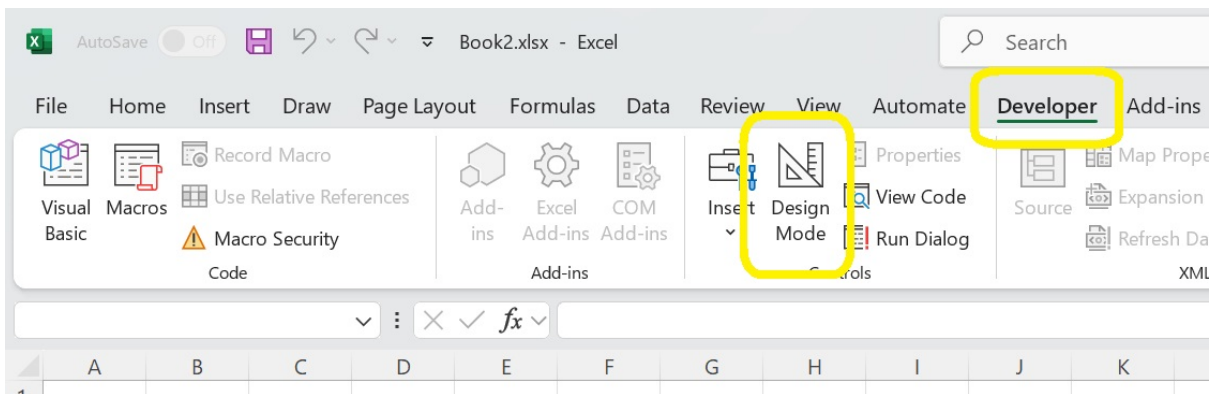 AutoSave Off Book2.xlsx - Excel Search
File Home Insert Draw Page Layout Formulas Data Review View Automate Developer Add-ins
Record Macro Properties Map Prope
Use Relative References View Code Expansion
Visual Basic Macros Add-ins Excel Add-ins COM Add-ins Insert Design Mode Source
Macro Security Run Dialog Refresh Da
Code Add-ins XML
fx
A B C D E F G H I J K